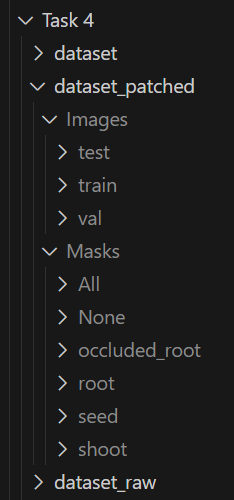 Task 4
dataset
dataset_patched
Images
test
train
val
Masks
All
None
occluded_root
root
seed
shoot
dataset_raw